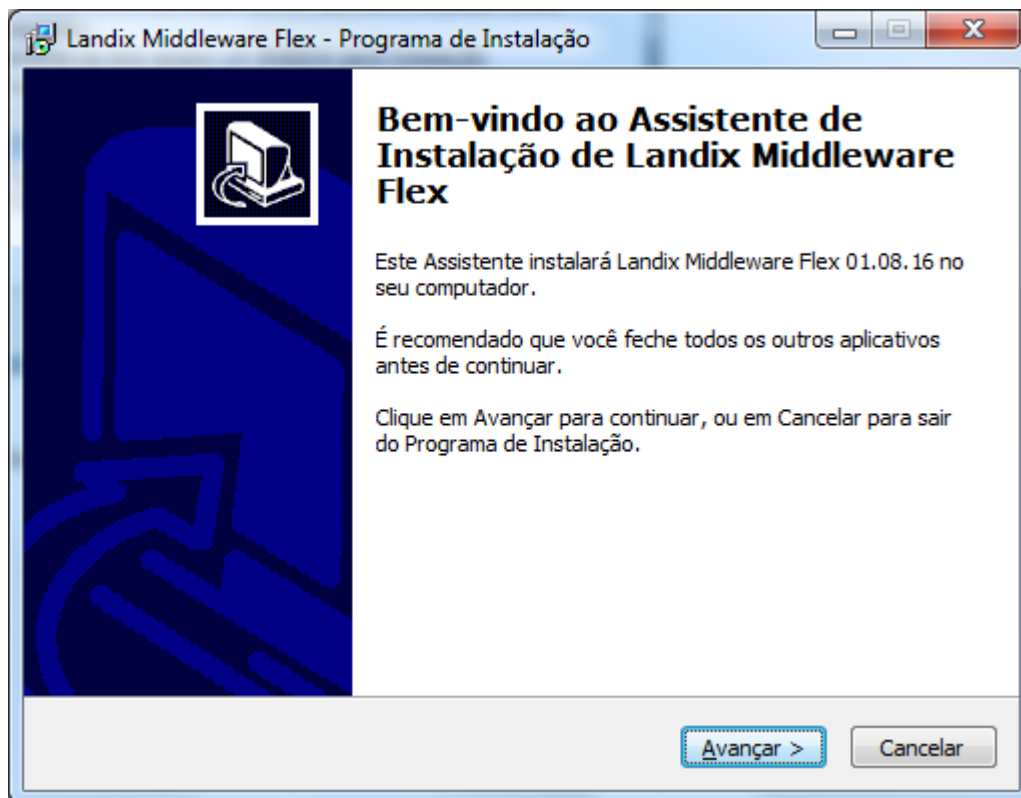 Landix Middleware Flex - Programa de Instalação
Bem-vindo ao Assistente de
Instalação de Landix Middleware
Flex
Este Assistente instalará Landix Middleware Flex 01.08.16 no
seu computador.
É recomendado que você feche todos os outros aplicativos
antes de continuar.
Clique em Avançar para continuar, ou em Cancelar para sair
do Programa de Instalação.
Avançar >
Cancelar